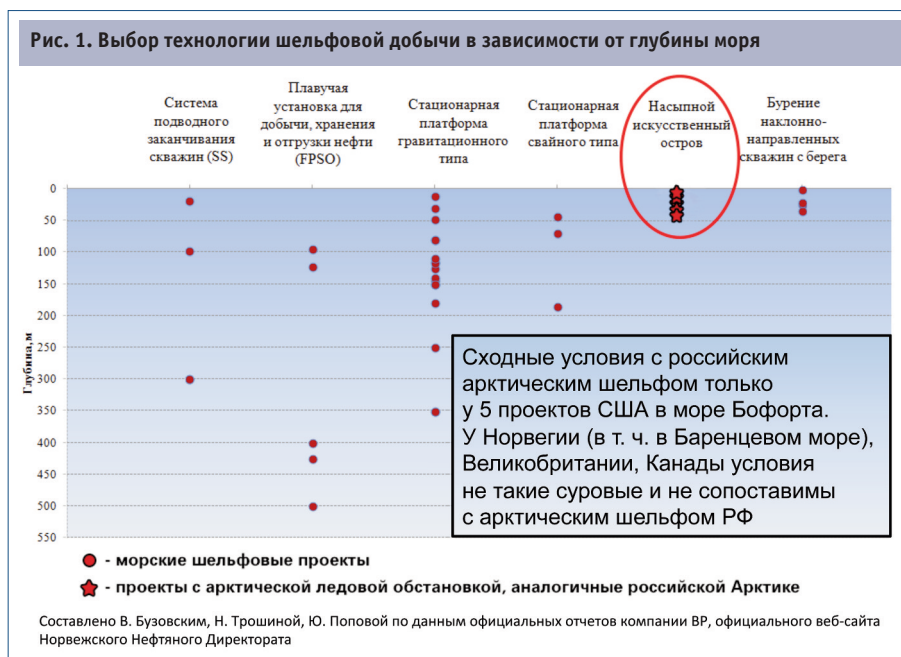 Рис. 1. Выбор технологии шельфовой добычи в зависимости от глубины моря
Система
подводного
заканчивания
скважин (SS)
Плавучая
установка для
добычи, хранения
и отгрузки нефти
(FPSO)
Стационарная
платформа
гравитационного
типа
Стационарная
платформа
свайного типа
Насыпной
искусственный
остров
Бурение
наклонно-
направленных
скважин с берега
Глубина, м
0
50
100
150
200
250
300
350
400
450
500
550
Сходные условия с российским
арктическим шельфом только
у 5 проектов США в море Бофорта.
У Норвегии (в т. ч. в Баренцевом море),
Великобритании, Канады условия
не такие суровые и не сопоставимы
с арктическим шельфом РФ
- морские шельфовые проекты
- проекты с арктической ледовой обстановкой, аналогичные российской Арктике
Составлено В. Бузовским, Н. Трошиной, Ю. Поповой по данным официальных отчетов компании BP, официального веб-сайта
Норвежского Нефтяного Директората